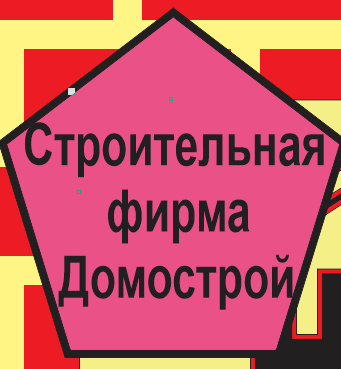 Строительная
фирма
Домострой